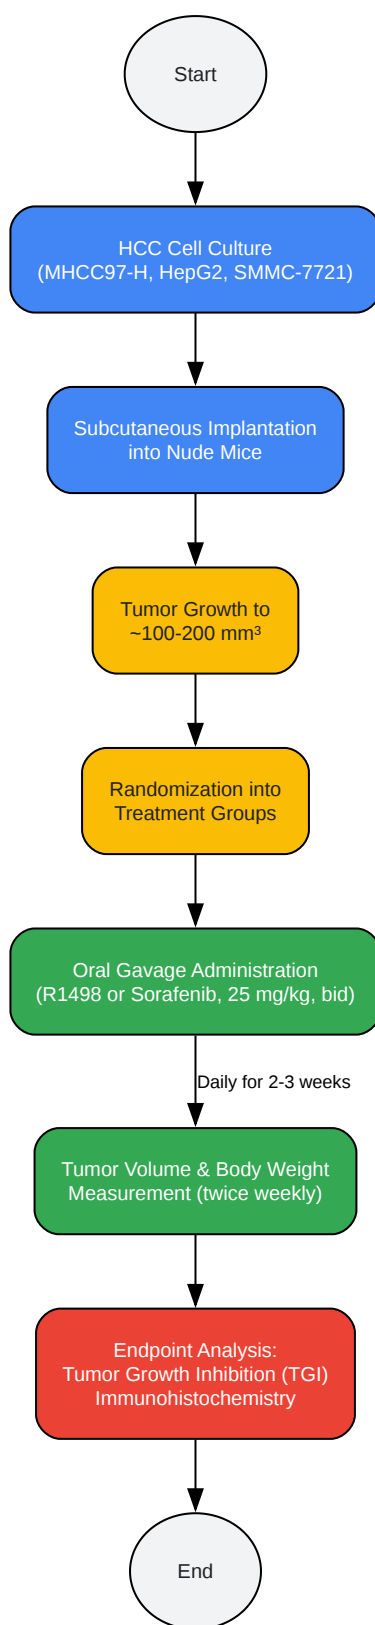 Start
HCC Cell Culture
(MHCC97-H, HepG2, SMMC-7721)
Subcutaneous Implantation
into Nude Mice
Tumor Growth to
~100-200 mm³
Randomization into
Treatment Groups
Oral Gavage Administration
(R1498 or Sorafenib, 25 mg/kg, bid)
Daily for 2-3 weeks
Tumor Volume & Body Weight
Measurement (twice weekly)
Endpoint Analysis:
Tumor Growth Inhibition (TGI)
Immunohistochemistry
End